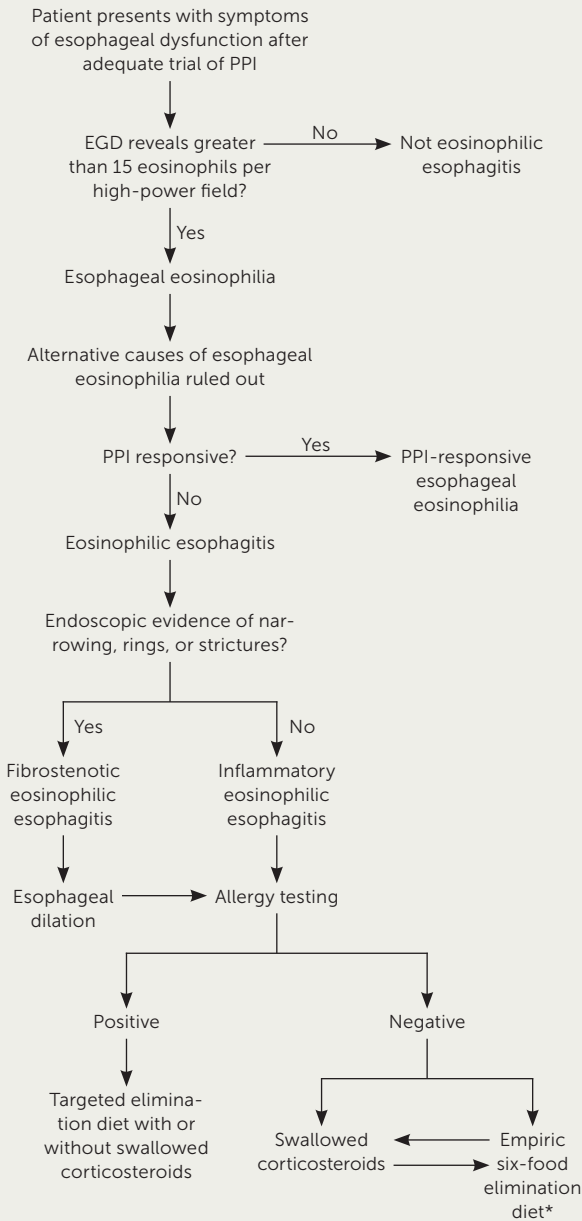 Patient presents with symptoms
of esophageal dysfunction after
adequate trial of PPI
EGD reveals greater
than 15 eosinophils per
high-power field?
No
Not eosinophilic
esophagitis
Yes
Esophageal eosinophilia
Alternative causes of esophageal
eosinophilia ruled out
PPI responsive?
Yes
PPI-responsive
esophageal
eosinophilia
No
Eosinophilic esophagitis
Endoscopic evidence of nar-
rowing, rings, or strictures?
Yes
No
Fibrostenotic
eosinophilic
esophagitis
Inflammatory
eosinophilic
esophagitis
Esophageal
dilation
Allergy testing
Positive
Negative
Targeted elimina-
tion diet with or
without swallowed
corticosteroids
Swallowed
corticosteroids
Empiric
six-food
elimination
diet*